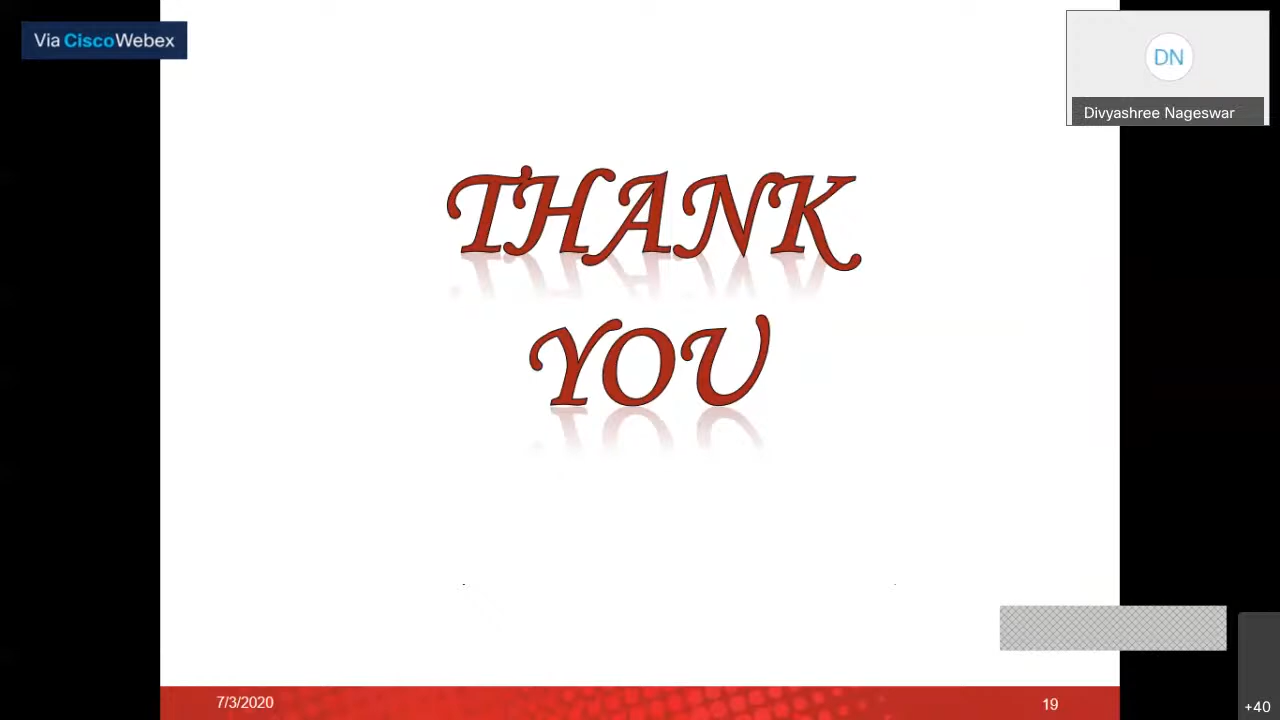 Via CiscoWebex
DN
Divyashree Nageswar
THANK
YOU
7/3/2020
19
+40